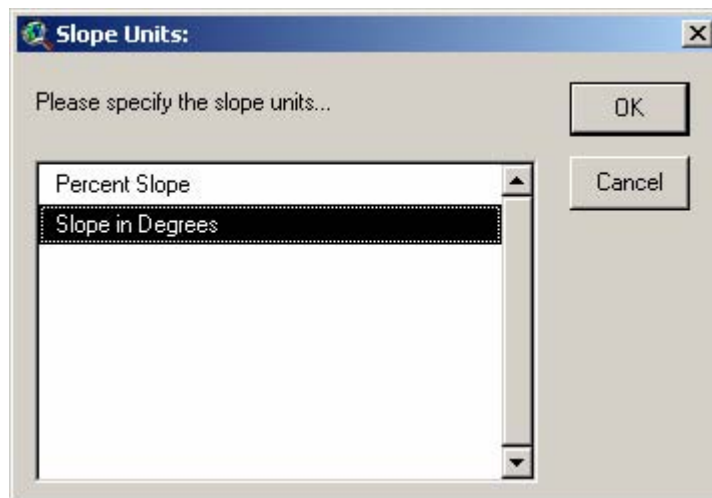 Slope Units:
Please specify the slope units...
OK
Cancel
Percent Slope
Slope in Degrees